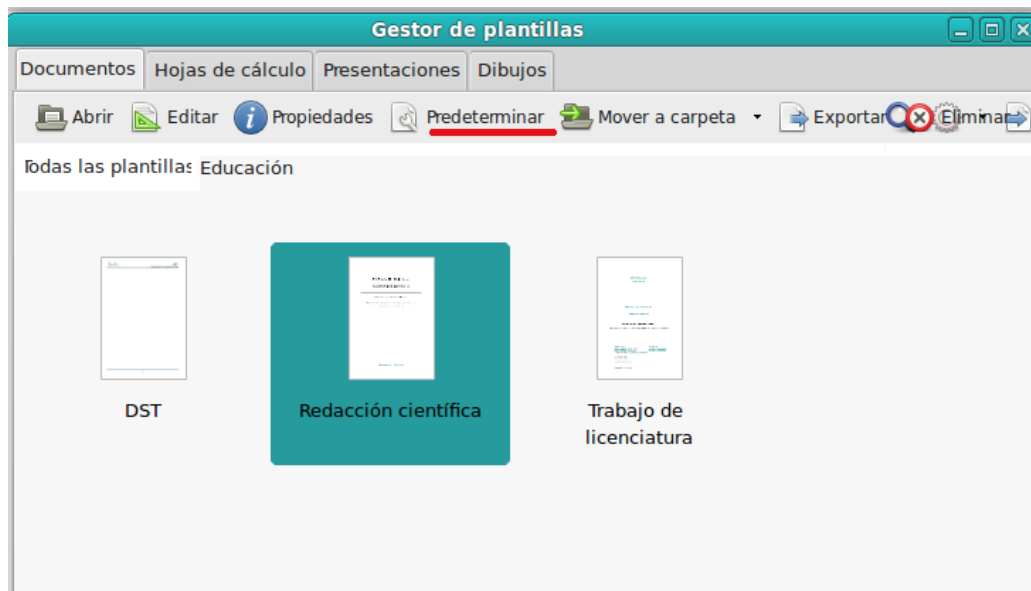 Gestor de plantillas
Documentos Hojas de cálculo Presentaciones Dibujos
Abrir Editar Propiedades Predeterminar Mover a carpeta Exportar Eliminar
Todas las plantillas Educación
DST
Redacción científica
Trabajo de
licenciatura